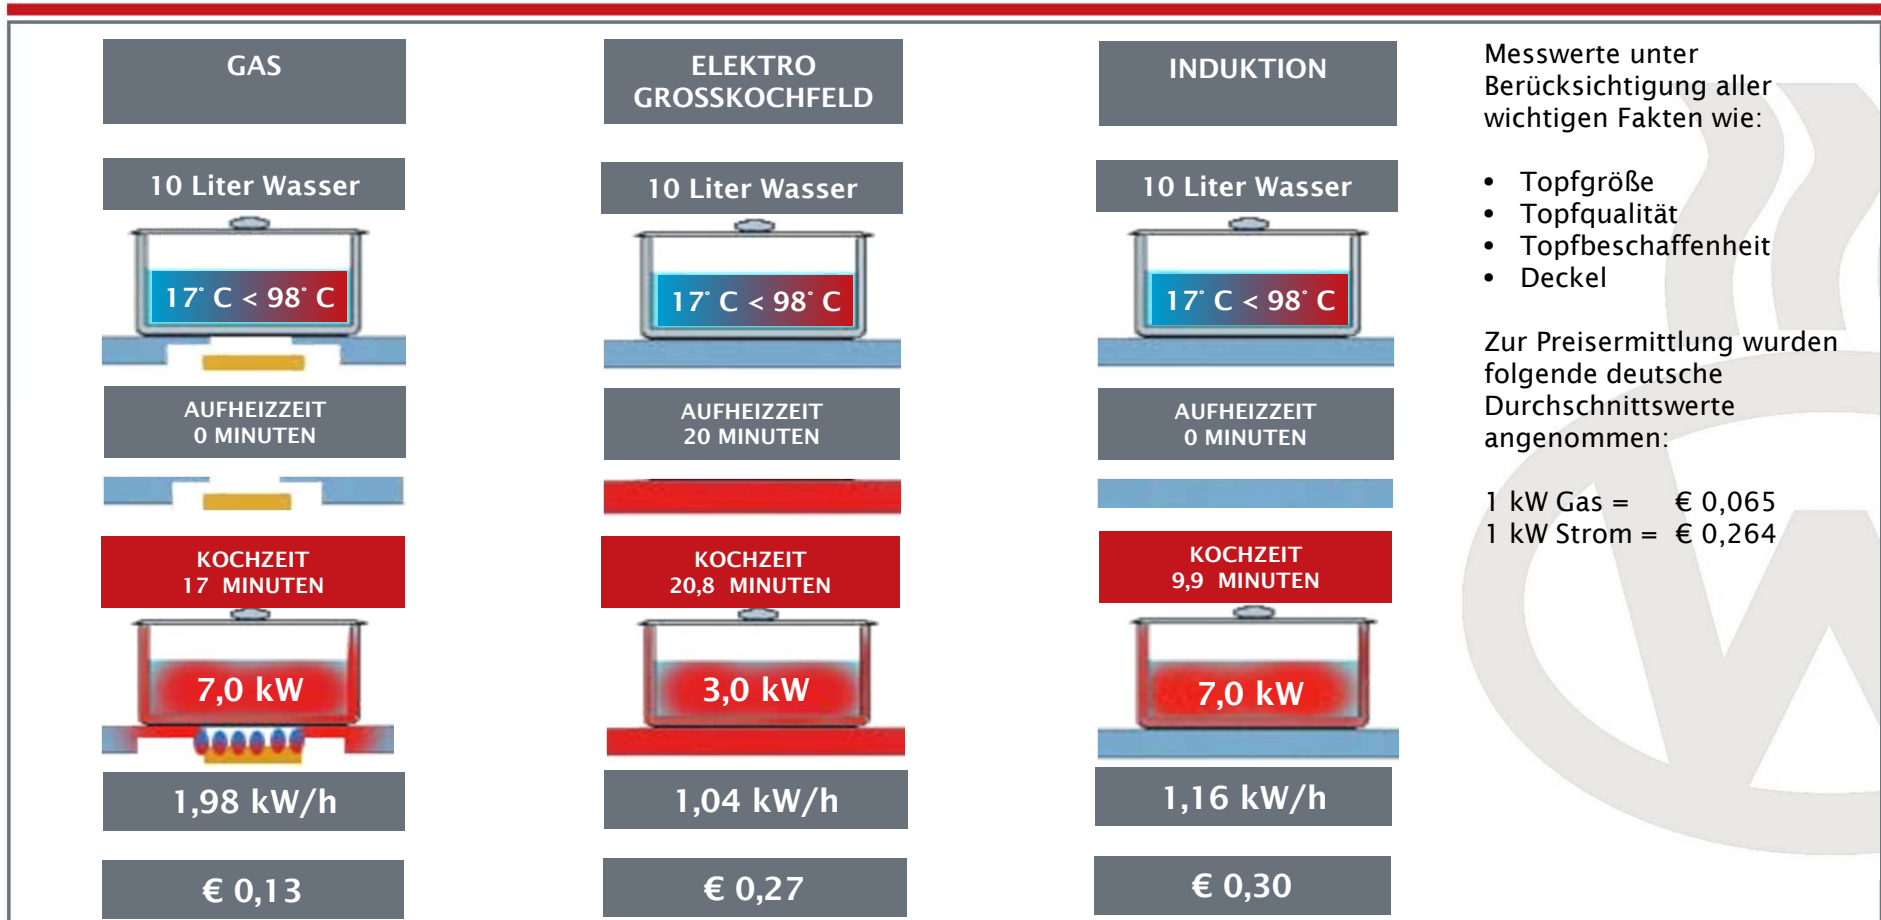 GAS
10 Liter Wasser
17° C < 98° C
AUFHEIZZEIT
0 MINUTEN
KOCHZEIT
17 MINUTEN
7,0 kW
1,98 kW/h
€ 0,13
ELEKTRO
GROSSKOCHFELD
10 Liter Wasser
17° C < 98° C
AUFHEIZZEIT
20 MINUTEN
KOCHZEIT
20,8 MINUTEN
3,0 kW
1,04 kW/h
€ 0,27
INDUKTION
10 Liter Wasser
17° C < 98° C
AUFHEIZZEIT
0 MINUTEN
KOCHZEIT
9,9 MINUTEN
7,0 kW
1,16 kW/h
€ 0,30
Messwerte unter
Berücksichtigung aller
wichtigen Fakten wie:
• Topfgröße
• Topfqualität
• Topfbeschaffenheit
• Deckel
Zur Preisermittlung wurden
folgende deutsche
Durchschnittswerte
angenommen:
1 kW Gas = € 0,065
1 kW Strom = € 0,264